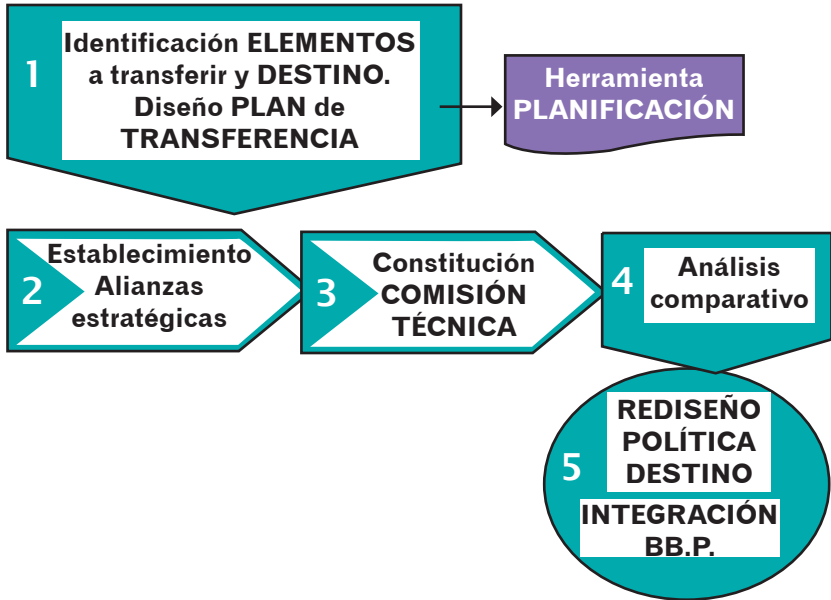 1
Identificación ELEMENTOS
a transferir y DESTINO.
Diseño PLAN de
TRANSFERENCIA
Herramienta
PLANIFICACIÓN
2
Establecimiento
Alianzas
estratégicas
3
Constitución
COMISIÓN
TÉCNICA
4
Análisis
comparativo
5
REDISEÑO
POLÍTICA
DESTINO
INTEGRACIÓN
BB.P.